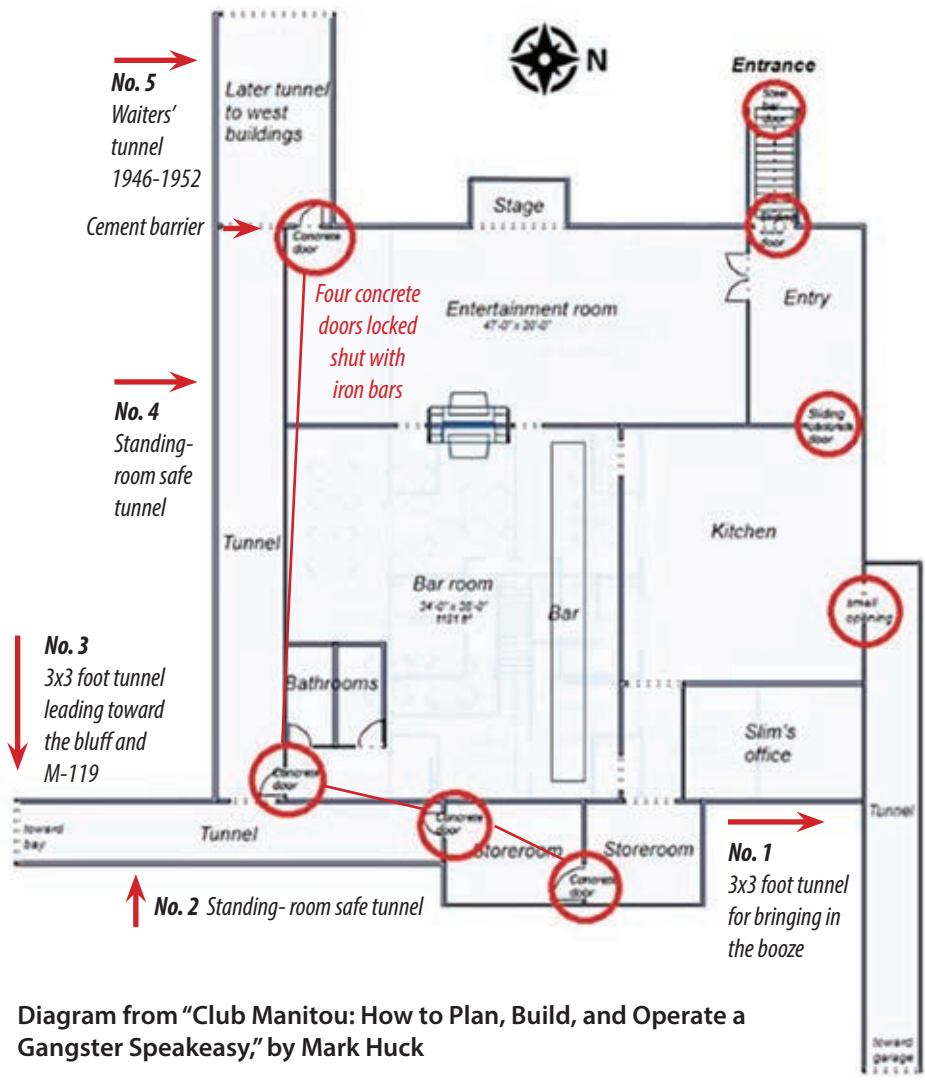 N
Entrance
Steel
bar
door
No. 5
Waiters’
tunnel
1946-1952
Later tunnel
to west
buildings
Stage
Cement barrier
Concrete
door
Sliding
door
Four concrete
doors locked
shut with
iron bars
Entertainment room
47'-0" x 20'-0"
Entry
No. 4
Standing-
room safe
tunnel
Sliding
door
Tunnel
Kitchen
Bar room
Bar
small
opening
No. 3
3x3 foot tunnel
leading toward
the bluff and
M-119
Bathrooms
Slim's
office
Concrete
door
Tunnel
toward
bay
Tunnel
Concrete
door
Storeroom
Storeroom
Concrete
door
No. 1
3x3 foot tunnel
for bringing in
the booze
No. 2 Standing- room safe tunnel
toward
garage
Diagram from “Club Manitou: How to Plan, Build, and Operate a
Gangster Speakeasy,” by Mark Huck